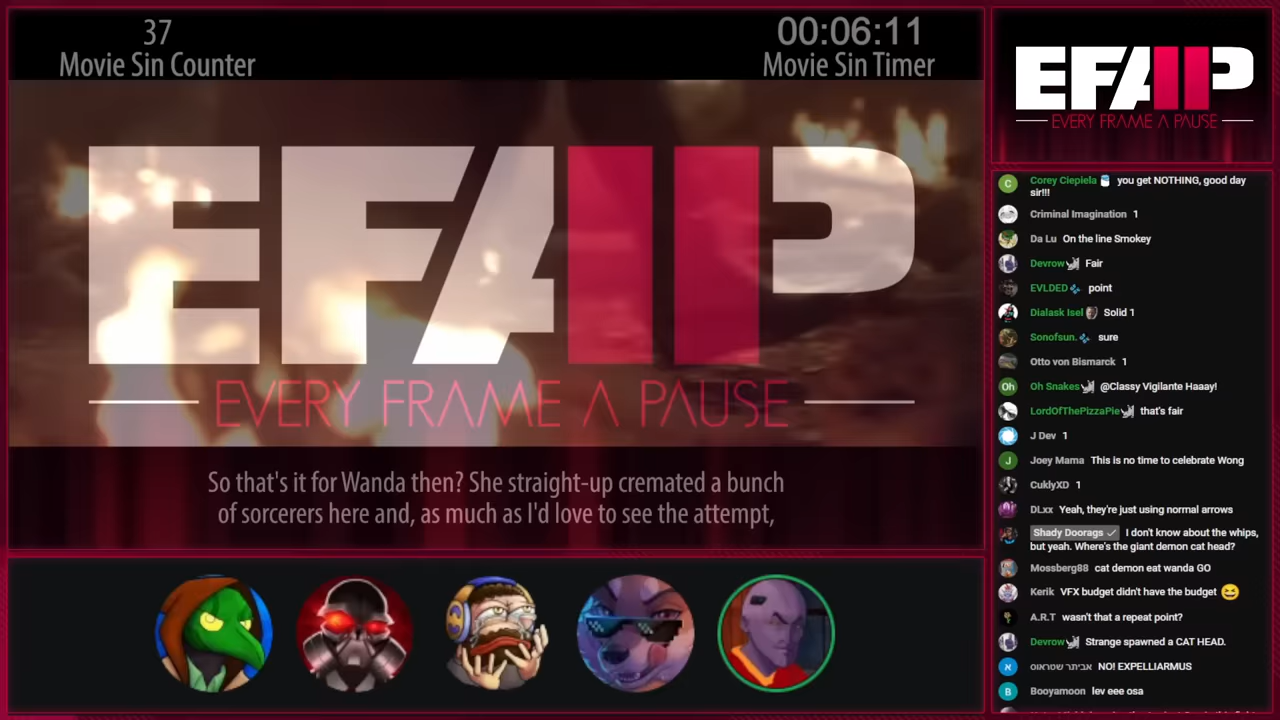 37
Movie Sin Counter
00:06:11
Movie Sin Timer
EFAP
EVERY FRAME A PAUSE
So that's it for Wanda then? She straight-up cremated a bunch
of sorcerers here and, as much as I'd love to see the attempt,
EFAP
EVERY FRAME A PAUSE
C
Corey Ciepiela you get NOTHING, good day
sir!!!
Criminal Imagination 1
Da Lu On the line Smokey
Devrow Fair
EVLDED point
Dialask Isel Solid 1
Sonofsun. sure
Otto von Bismarck 1
Oh
Oh Snakes @Classy Vigilante Haaay!
LordOfThePizzaPie that's fair
J Dev 1
J
Joey Mama This is no time to celebrate Wong
CuklyXD 1
DLxx Yeah, they're just using normal arrows
Shady Doorags I don't know about the whips,
but yeah. Where's the giant demon cat head?
Mossberg88 cat demon eat wanda GO
Kerik VFX budget didn't have the budget 😆
A.R.T wasn't that a repeat point?
Devrow Strange spawned a CAT HEAD.
א
אביתר שטראוס NO! EXPELLIARMUS
B
Booyamoon lev eee osa